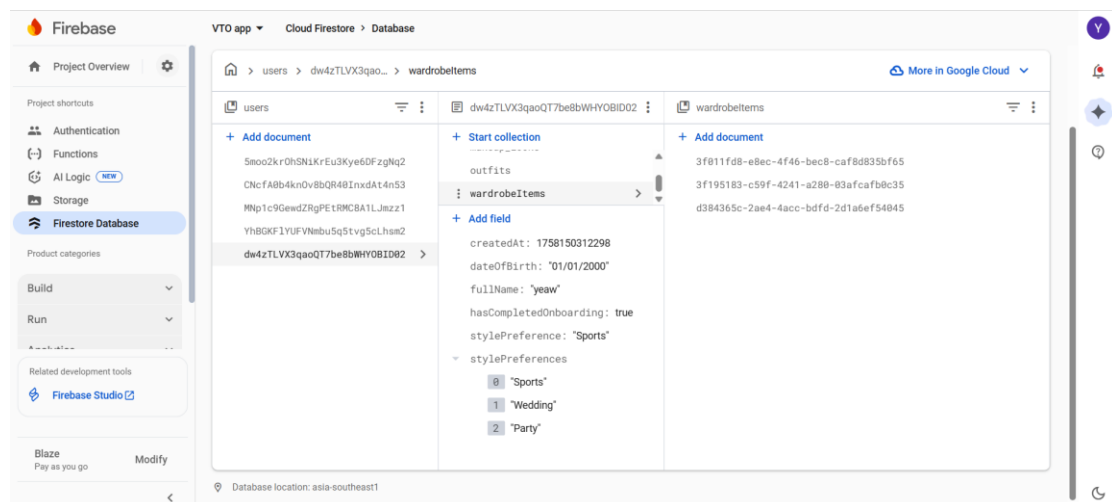 Firebase
VTO app
Cloud Firestore > Database
Y
Project Overview
users > dw4zTLVX3qao... > wardrobeItems
More in Google Cloud
Project shortcuts
Authentication
Functions
AI Logic NEW
Storage
Firestore Database
Product categories
Build
Run
Related development tools
Firebase Studio
Blaze
Pay as you go
Modify
users
+ Add document
5moo2krOhSNiKrEu3Kye6DFzgNq2
CNcfA0b4knOv8bQR40InxdAt4n53
MNp1c9GewdZRgPEtRMC8A1LJmzz1
YhBGKFlYUFVNmbu5q5tvg5cLhsm2
dw4zTLVX3qaoQT7be8bWHYOBID02
dw4zTLVX3qaoQT7be8bWHYOBID02
+ Start collection
outfits
wardrobeItems
+ Add field
createdAt: 1758150312298
dateOfBirth: "01/01/2000"
fullName: "yeaw"
hasCompletedOnboarding: true
stylePreference: "Sports"
stylePreferences
0 "Sports"
1 "Wedding"
2 "Party"
wardrobeItems
+ Add document
3f011fd8-e8ec-4f46-bec8-caf8d835bf65
3f195183-c59f-4241-a280-03afcafb0c35
d384365c-2ae4-4acc-bdfd-2d1a6ef54045
Database location: asia-southeast1